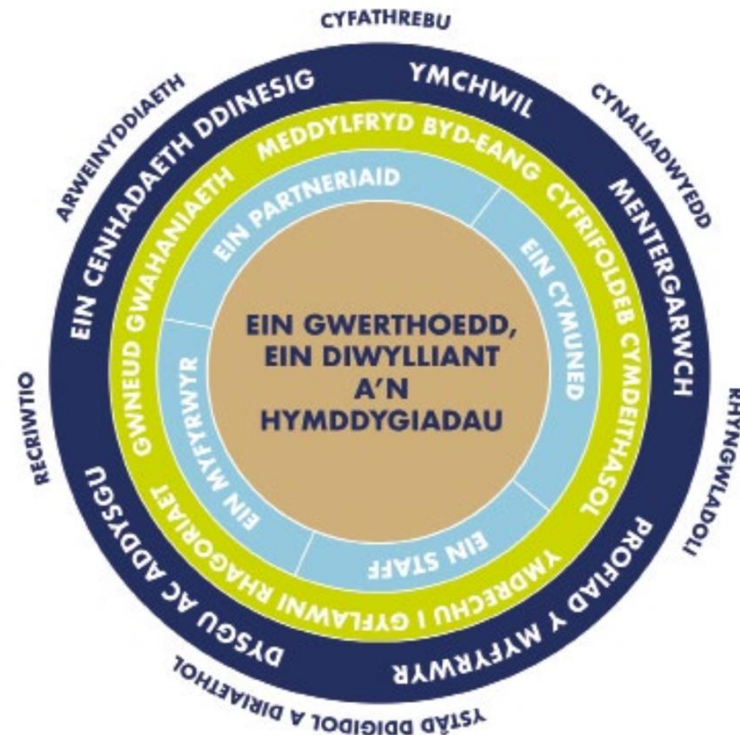 CYFATHREBU
CYNALIADWYEDD
RHYNGWLADOLI
YSTÂD DDIGIDOL A DIRIAETHOL
RECRIWTIO
ARWEINYDDIAETH
EIN CENHADAETH DDINESIG
YMCHWIL
MENTERGARWCH
PROFIAD Y MYFYRWYR
DYSGU AC ADDYSGU
GWNEUD GWAHANIAETH
MEDDYLFRYD BYD-EANG
CYFRIFOLDEB CYMDEITHASOL
YMDRECHU I GYFLAWNI RHAGORIAET
EIN PARTNERIAID
EIN CYMUNED
EIN STAFF
EIN MYFYRWYR
EIN GWERTHOEDD,
EIN DIWYLLIANT
A'N
HYMDDYGIADAU